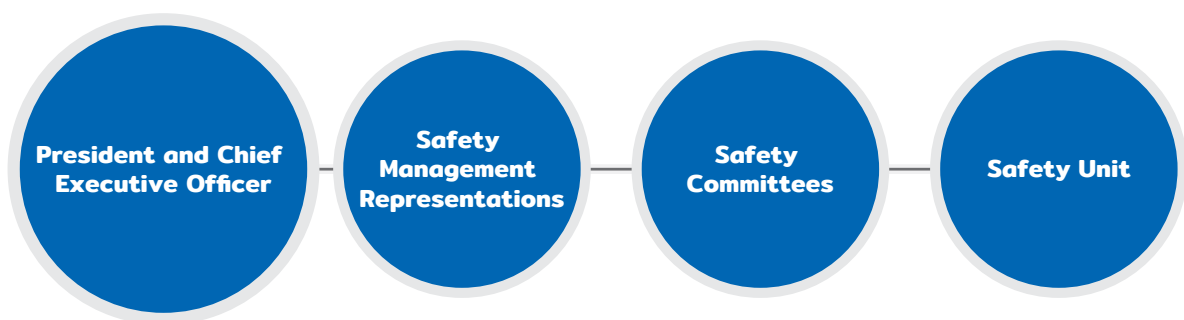 President and Chief
Executive Officer
Safety
Management
Representations
Safety
Committees
Safety Unit